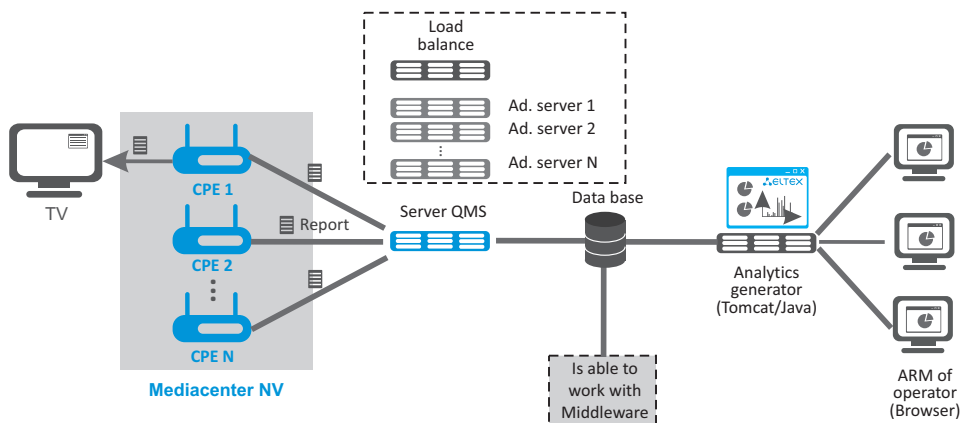 Load
balance
Ad. server 1
Ad. server 2
Ad. server N
TV
CPE 1
CPE 2
CPE N
Mediacenter NV
Report
Server QMS
Data base
ELTEX
Analytics
generator
(Tomcat/Java)
Is able to
work with
Middleware
ARM of
operator
(Browser)